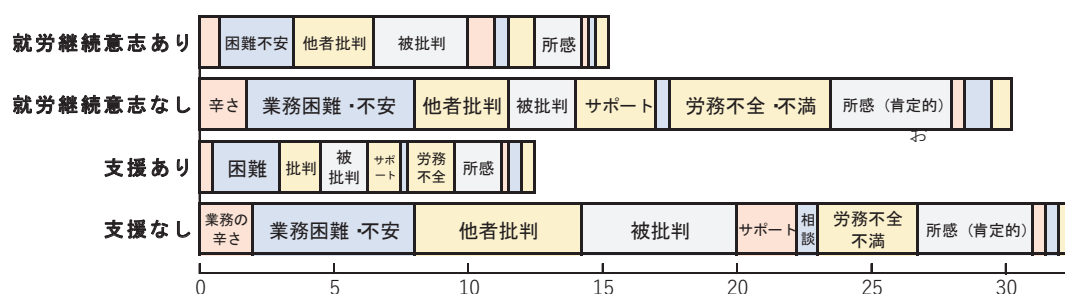 就労継続意志あり
困難不安 他者批判 被批判 所感
就労継続意志なし
辛さ 業務困難・不安 他者批判 被批判 サポート 労務不全・不満 所感（肯定的）
お
支援あり
困難 批判 被
批判 サポ
ート 労務
不全 所感
支援なし
業務の
辛さ 業務困難・不安 他者批判 被批判 サポート 相
談 労務不全
不満 所感（肯定的）
0 5 10 15 20 25 30